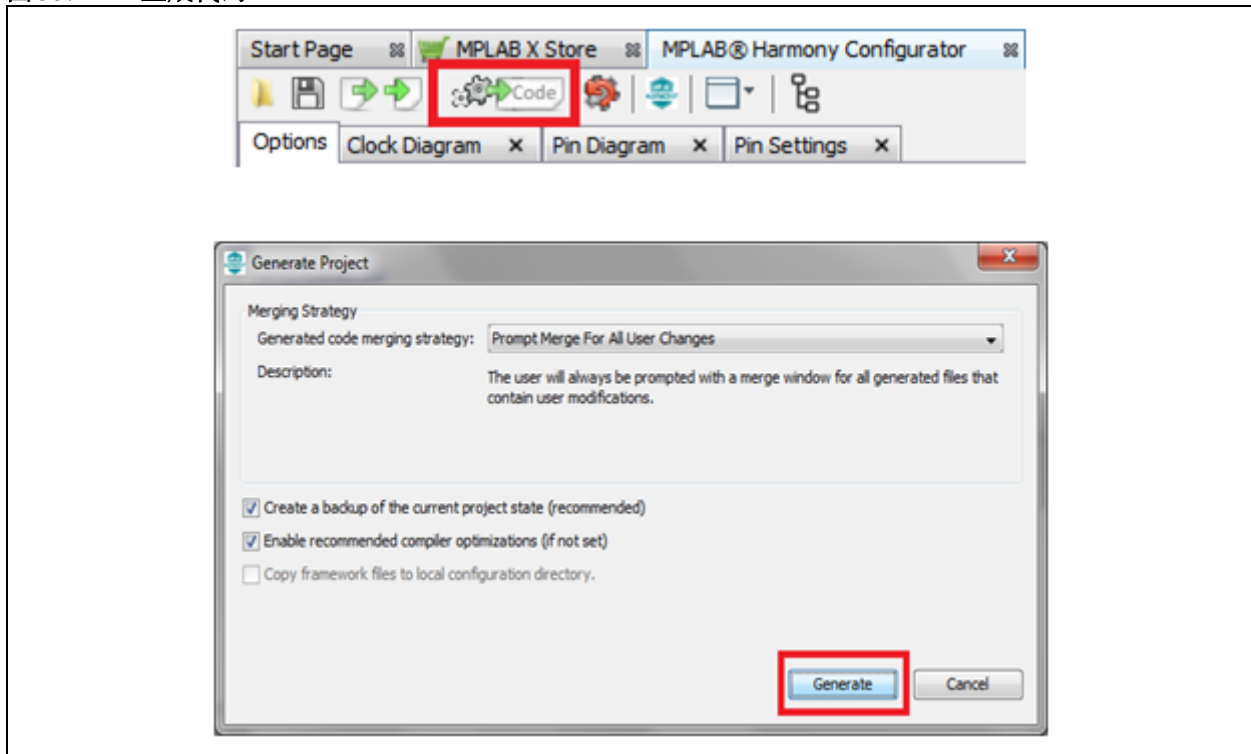 Start Page MPLAB X Store MPLAB® Harmony Configurator
Code
Options Clock Diagram Pin Diagram Pin Settings
Generate Project
Merging Strategy
Generated code merging strategy: Prompt Merge For All User Changes
Description: The user will always be prompted with a merge window for all generated files that
contain user modifications.
Create a backup of the current project state (recommended)
Enable recommended compiler optimizations (if not set)
Copy framework files to local configuration directory.
Generate Cancel